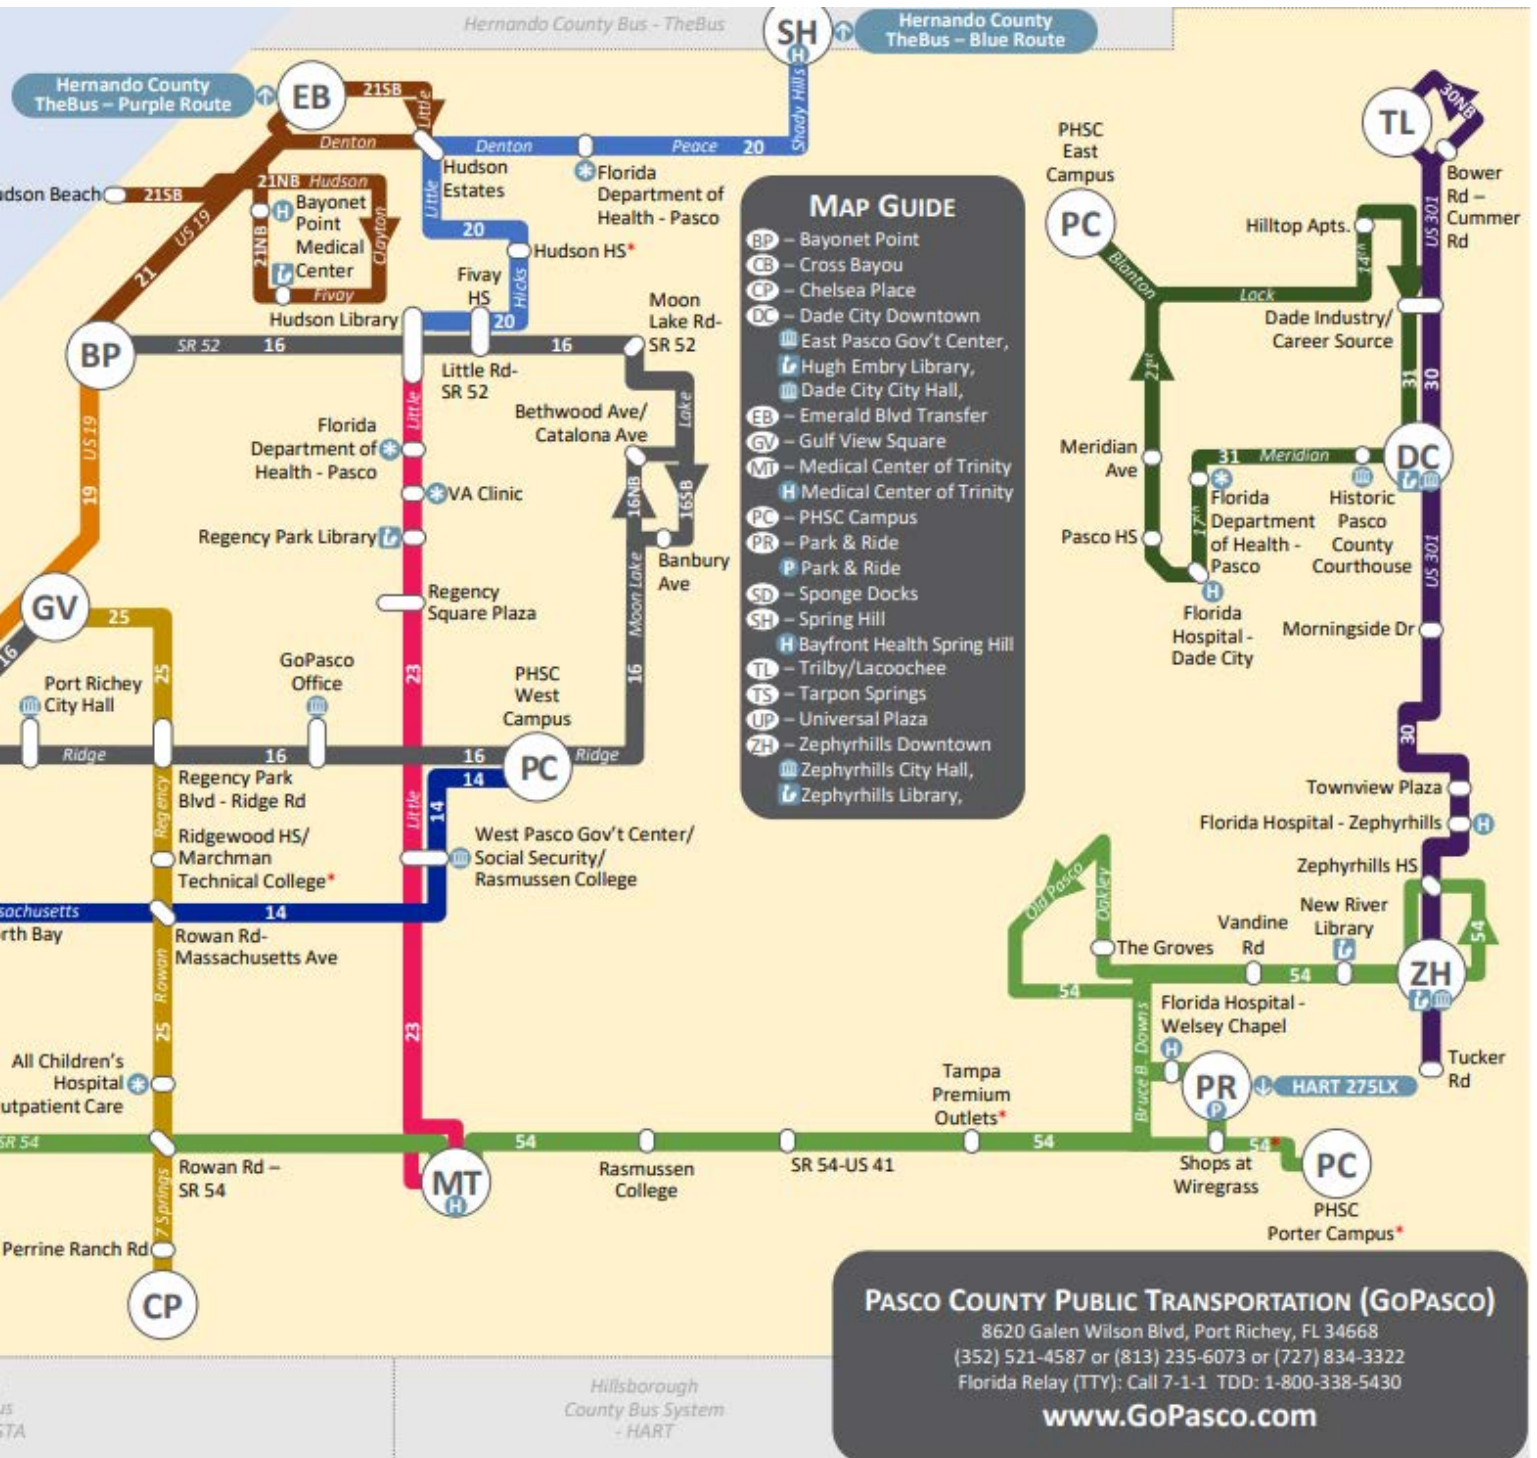 Hernando County Bus - TheBus
SH
H
Hernando County
TheBus – Blue Route
Hernando County
TheBus – Purple Route
EB
21SB
Little
Denton
Denton
Peace
20
Shady Hills
Hudson
Estates
Florida
Department of
Health - Pasco
udson Beach
21SB
US 19
21
21NB
Hudson
21NB
Clayton
Fivay
H
Bayonet
Point
Medical
Center
Little
20
Hudson HS*
Hicks
20
Fivay
HS
Hudson Library
Moon
Lake Rd-
SR 52
BP
SR 52
16
16
Little Rd-
SR 52
US 19
19
Little
Bethwood Ave/
Catalona Ave
Lake
16NB
16SB
Banbury
Ave
Moon Lake
16
Florida
Department of
Health - Pasco
VA Clinic
Regency Park Library
Regency
Square Plaza
GV
25
16
25
23
Port Richey
City Hall
GoPasco
Office
PHSC
West
Campus
Ridge
16
16
PC
Ridge
14
14
Little
Regency Park
Blvd - Ridge Rd
Regency
Ridgewood HS/
Marchman
Technical College*
West Pasco Gov't Center/
Social Security/
Rasmussen College
sachusetts
14
rth Bay
Rowan Rd-
Massachusetts Ave
Rowan
25
23
All Children's
Hospital
utpatient Care
SR 54
Rowan Rd –
SR 54
7 Springs
Perrine Ranch Rd
CP
MT
H
54
Rasmussen
College
SR 54-US 41
Tampa
Premium
Outlets*
54
MAP GUIDE
BP – Bayonet Point
CB – Cross Bayou
CP – Chelsea Place
DC – Dade City Downtown
East Pasco Gov't Center,
Hugh Embry Library,
Dade City City Hall,
EB – Emerald Blvd Transfer
GV – Gulf View Square
MT – Medical Center of Trinity
H Medical Center of Trinity
PC – PHSC Campus
PR – Park & Ride
P Park & Ride
SD – Sponge Docks
SH – Spring Hill
H Bayfront Health Spring Hill
TL – Trilby/Lacoochee
TS – Tarpon Springs
UP – Universal Plaza
ZH – Zephyrhills Downtown
Zephyrhills City Hall,
Zephyrhills Library,
TL
30NB
Bower
Rd –
Cummer
Rd
US 301
PHSC
East
Campus
PC
Blanton
Hilltop Apts.
14th
Lock
Dade Industry/
Career Source
31
30
21st
Meridian
Ave
31
Meridian
DC
17th
Florida
Department
of Health -
Pasco
Historic
Pasco
County
Courthouse
Pasco HS
H
Florida
Hospital -
Dade City
US 301
Morningside Dr
30
Townview Plaza
Florida Hospital - Zephyrhills
H
Zephyrhills HS
New River
Library
Vandine
Rd
54
54
ZH
Old Pasco
Oakley
The Groves
54
Bruce B. Downs
Florida Hospital -
Welsey Chapel
H
PR
P
HART 275LX
Tucker
Rd
Shops at
Wiregrass
54*
PC
PHSC
Porter Campus*
PASCO COUNTY PUBLIC TRANSPORTATION (GOPASCO)
8620 Galen Wilson Blvd, Port Richey, FL 34668
(352) 521-4587 or (813) 235-6073 or (727) 834-3322
Florida Relay (TTY): Call 7-1-1 TDD: 1-800-338-5430
www.GoPasco.com
us
STA
Hillsborough
County Bus System
- HART